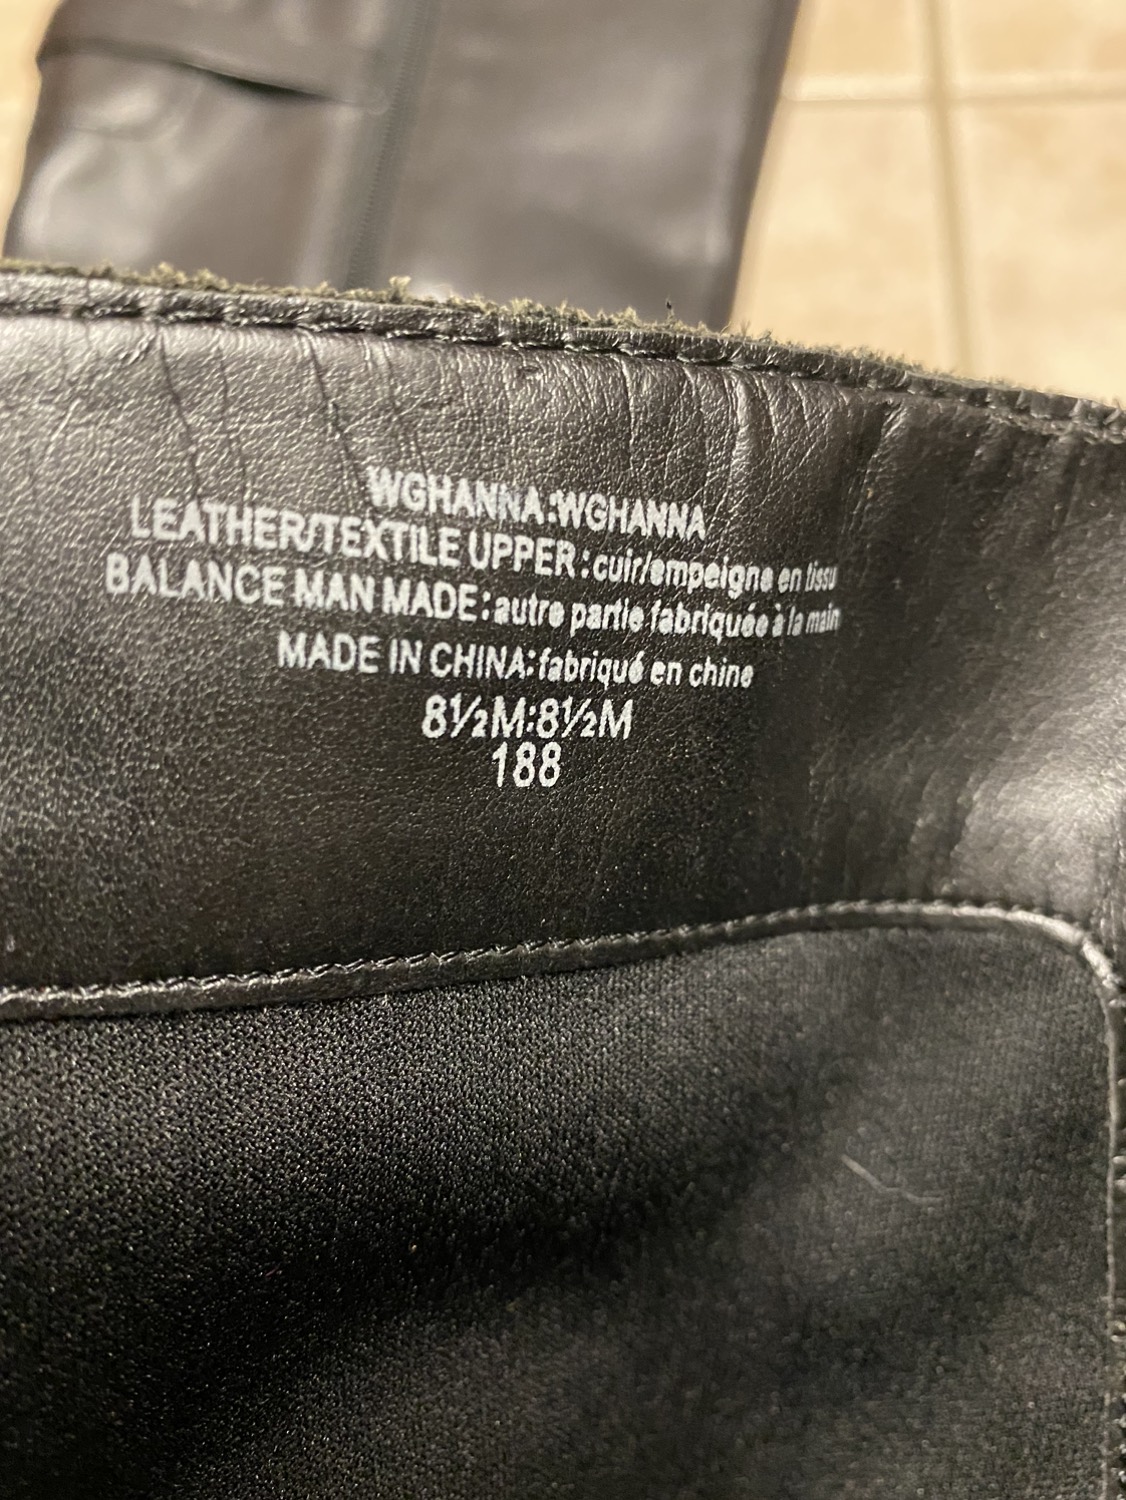 WGHANNA:WGHANNA
LEATHER/TEXTILE UPPER:cuir/empeigne en tissu
BALANCE MAN MADE:autre partie fabriquée à la main
MADE IN CHINA:fabriqué en chine
8½M:8½M
188